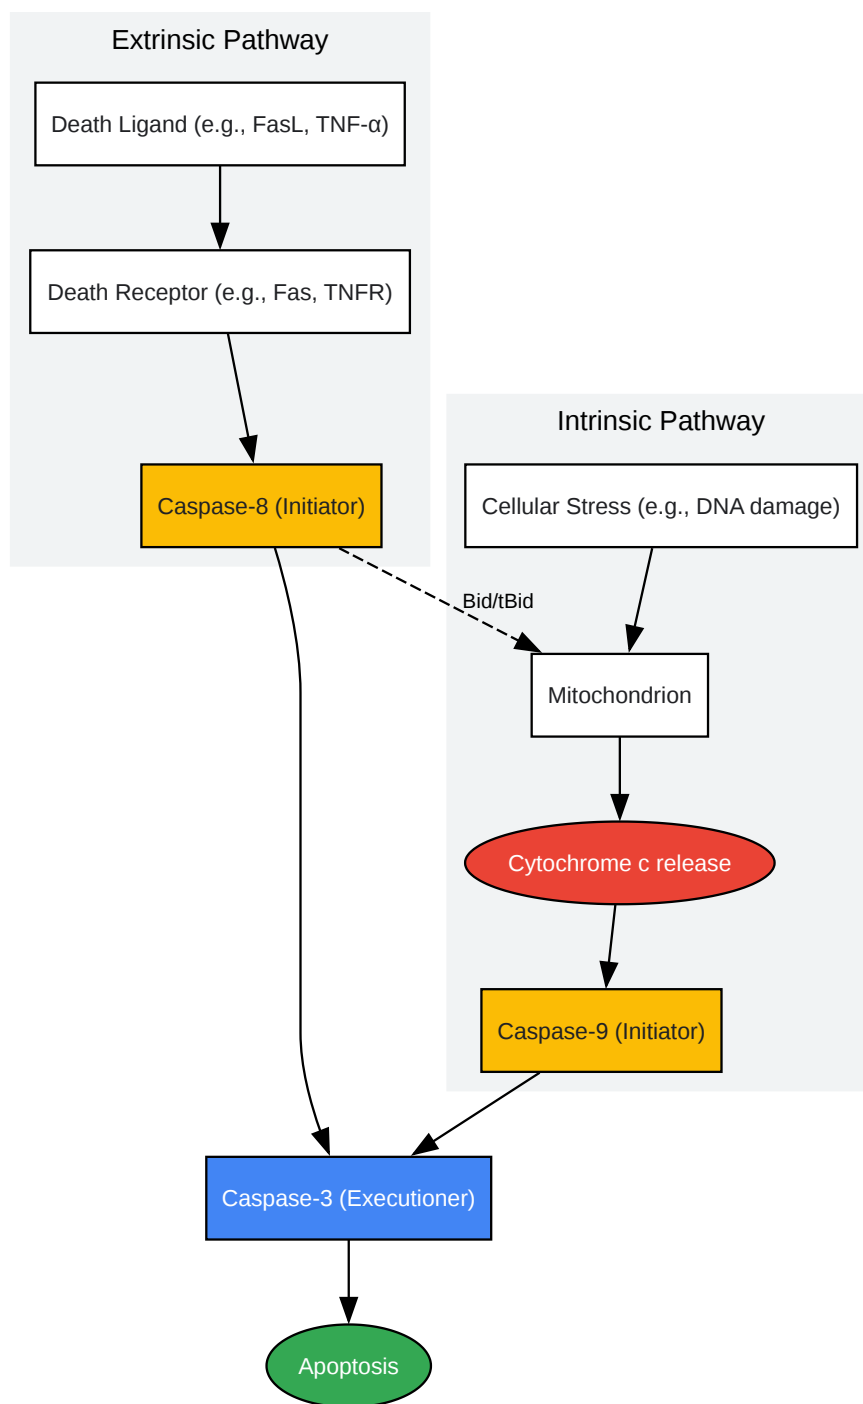 Extrinsic Pathway
Death Ligand (e.g., FasL, TNF-α)
Death Receptor (e.g., Fas, TNFR)
Caspase-8 (Initiator)
Intrinsic Pathway
Cellular Stress (e.g., DNA damage)
Bid/tBid
Mitochondrion
Cytochrome c release
Caspase-9 (Initiator)
Caspase-3 (Executioner)
Apoptosis